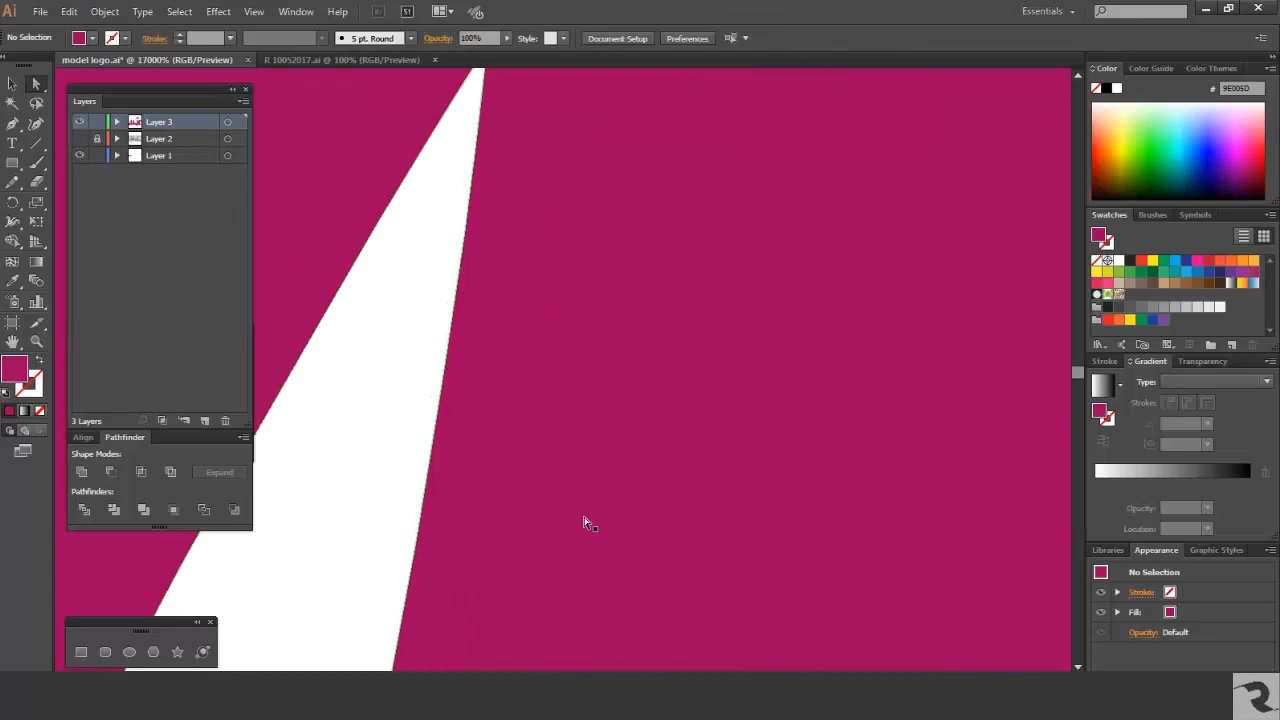 Ai File Edit Object Type Select Effect View Window Help Br St Essentials
No Selection Stroke: 5 pt. Round Opacity: 100% Style: Document Setup Preferences
model logo.ai* @ 17000% (RGB/Preview) × R 10052017.ai @ 100% (RGB/Preview) ×
Color Color Guide Color Themes
# 9E005D
Layers
Layer 3
Layer 2
Layer 1
3 Layers
Align Pathfinder
Shape Modes:
Expand
Pathfinders:
Swatches Brushes Symbols
Stroke Gradient Transparency
Type:
Stroke:
Opacity:
Location:
Libraries Appearance Graphic Styles
No Selection
Stroke:
Fill:
Opacity: Default